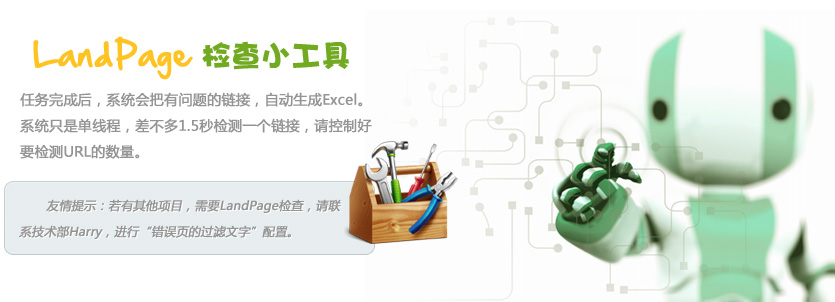 LandPage 检查小工具
任务完成后，系统会把有问题的链接，自动生成Excel。
系统只是单线程，差不多1.5秒检测一个链接，请控制好
要检测URL的数量。
友情提示：若有其他项目，需要LandPage检查，请联
系技术部Harry，进行“错误页的过滤文字”配置。